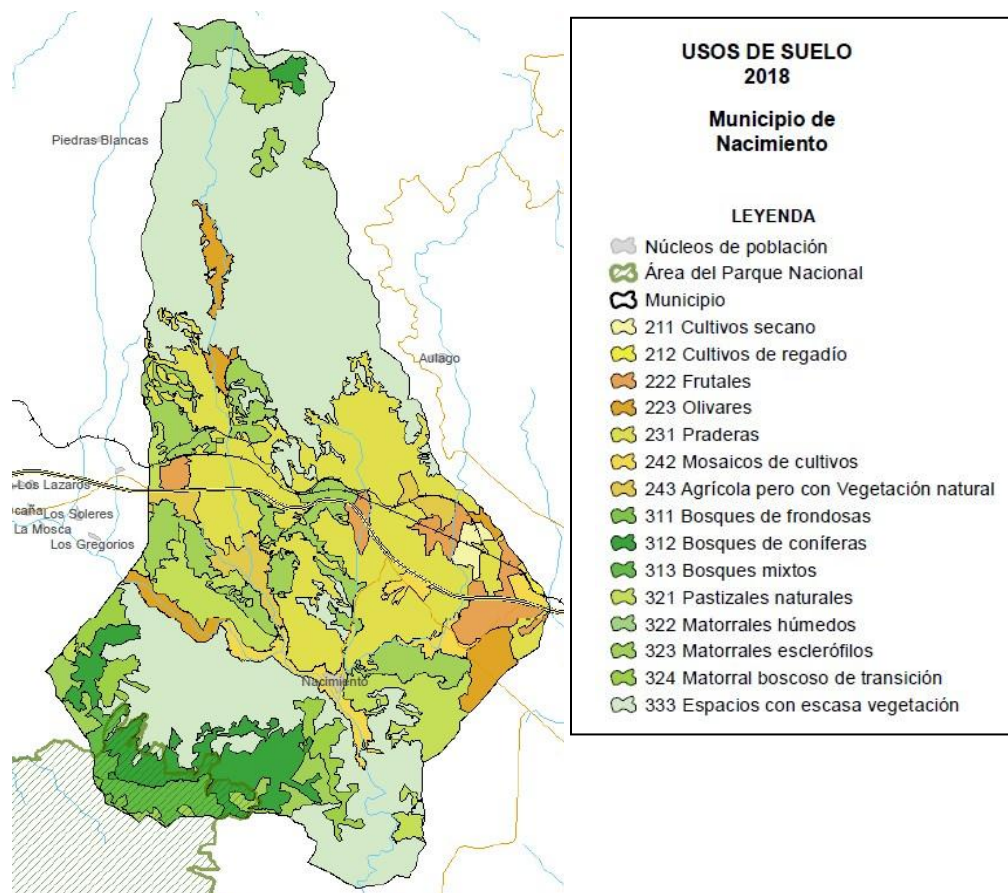 Piedras Blancas
Aulago
Los Lazaros
caña
Los Soleres
La Mosca
Los Gregorios
Nacimiento
USOS DE SUELO
2018
Municipio de
Nacimiento
LEYENDA
Núcleos de población
Área del Parque Nacional
Municipio
211 Cultivos secano
212 Cultivos de regadío
222 Frutales
223 Olivares
231 Praderas
242 Mosaicos de cultivos
243 Agrícola pero con Vegetación natural
311 Bosques de frondosas
312 Bosques de coníferas
313 Bosques mixtos
321 Pastizales naturales
322 Matorrales húmedos
323 Matorrales esclerófilos
324 Matorral boscoso de transición
333 Espacios con escasa vegetación